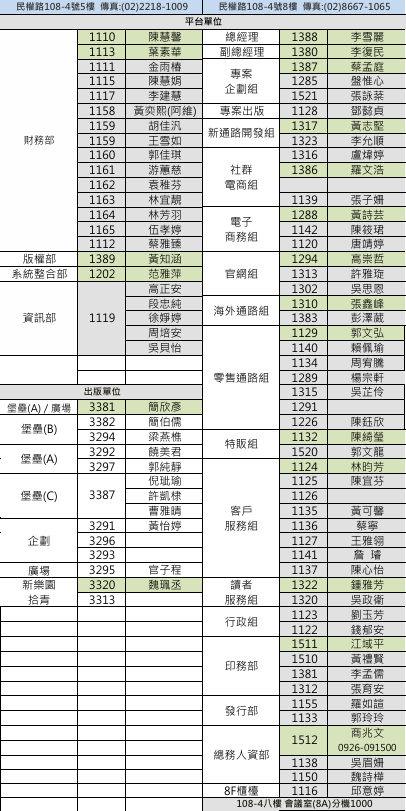 民權路108-4號5樓 傳真:(02)2218-1009
民權路108-4號8樓 傳真:(02)8667-1065
平台單位
財務部
1110 陳慧馨
1113 葉素華
1111 金雨椿
1115 陳慧娟
1117 李建慧
1158 黃奕熙(阿維)
1159 胡佳汎
1159 王雪如
1160 郭佳琪
1161 游蕙慈
1162 袁稚芬
1163 林宜靚
1164 林芳羽
1165 伍孝婷
1112 蔡雅臻
版權部 1389 黃知涵
系統整合部 1202 范雅萍
資訊部 1119
高正安
段忠純
徐婷婷
周培安
吳貝怡
出版單位
堡壘(A) / 廣場 3381 簡欣彥
堡壘(B)
3382 簡伯儒
3294 梁燕樵
堡壘(A)
3292 饒美君
3297 郭純靜
堡壘(C) 3387
倪玼瑜
許凱棣
曹雅晴
企劃
3291 黃怡婷
3296
3293
廣場 3295 官子程
新樂園 3320 魏珮丞
拾青 3313
總經理 1388 李雪麗
副總經理 1380 李復民
專案
企劃組
1387 蔡孟庭
1285 盤惟心
1521 張詠棻
專案出版 1128 鄧懿貞
新通路開發組
1317 黃志堅
1323 李允順
社群
電商組
1316 盧煒婷
1386 羅文浩
1139 張子姍
電子
商務組
1288 黃詩芸
1142 陳筱珺
1120 唐靖婷
官網組
1294 高崇哲
1313 許雅琁
1302 吳思恩
海外通路組
1310 張鑫峰
1383 彭澤葳
零售通路組
1129 郭文弘
1140 賴佩瑜
1134 周宥騰
1289 楊宗軒
1315 吳芷伶
1291
1226 陳鈺欣
特販組
1132 陳綺瑩
1520 郭文龍
客戶
服務組
1124 林昀芳
1125 陳宜芬
1126
1135 黃可馨
1136 蔡寧
1127 王雅翎
1141 詹 璿
1137 陳心怡
讀者
服務組
1322 鍾雅芳
1320 吳政衛
行政組
1123 劉玉芳
1122 錢郁安
印務部
1511 江域平
1510 黃禮賢
1381 李孟儒
1312 張育安
發行部
1155 羅如誼
1133 郭玲玲
總務人資部
1512 商兆文
0926-091500
1138 吳眉姍
1150 魏詩樺
8F櫃檯 1116 邱意婷
108-4八樓 會議室(8A)分機1000